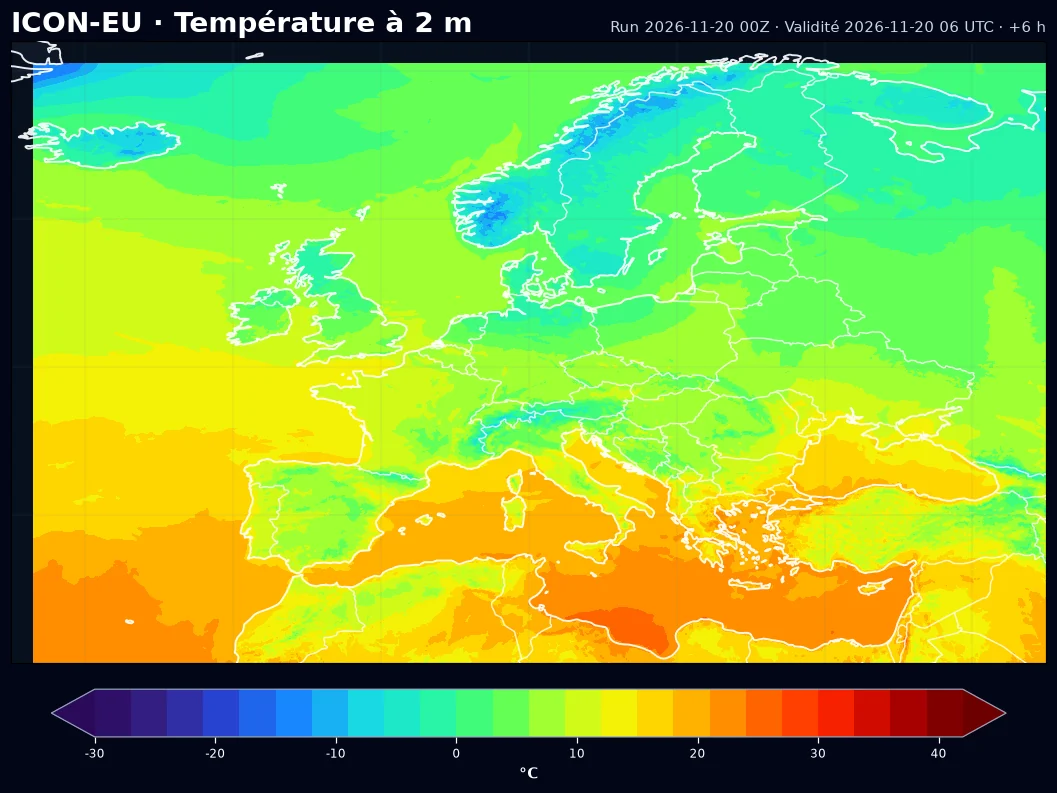 ICON-EU · Température à 2 m
Run 2026-11-20 00Z · Validité 2026-11-20 06 UTC · +6 h
-30 -20 -10 0 10 20 30 40
°C